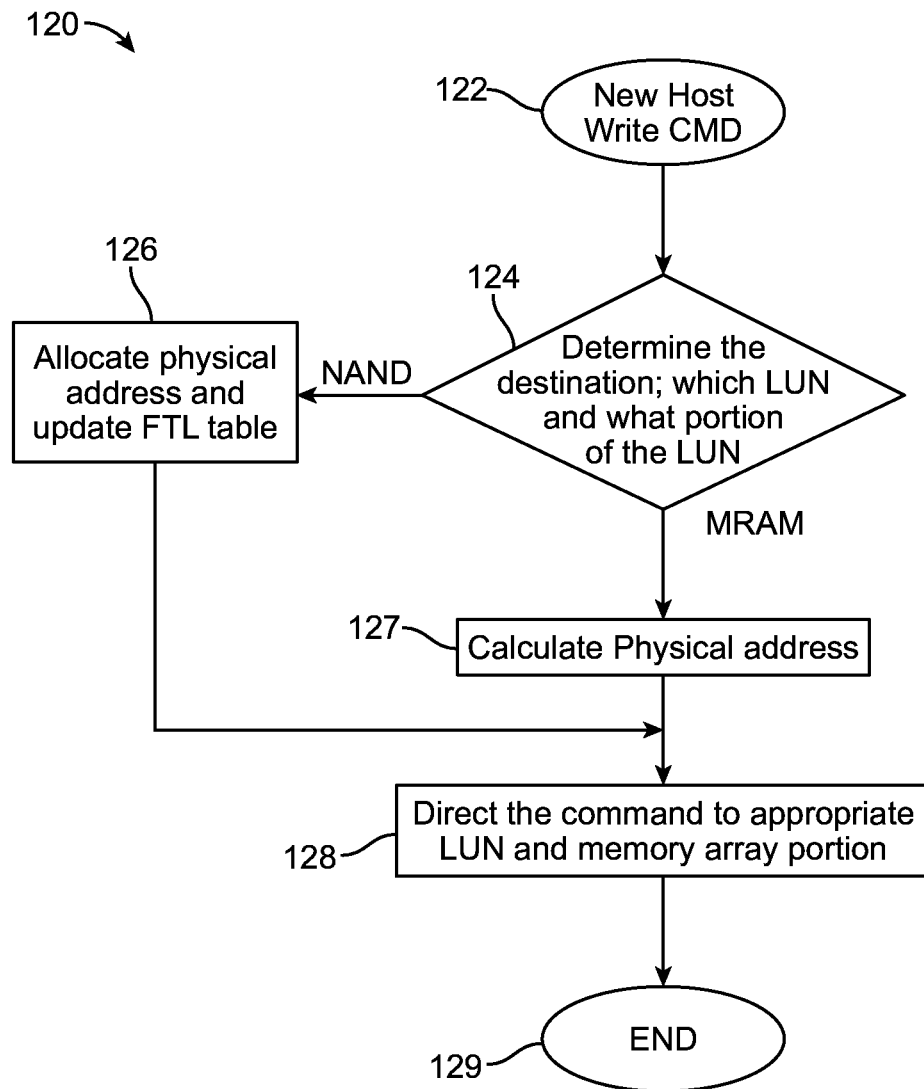 120
122
New Host
Write CMD
126
124
Allocate physical
address and
update FTL table
NAND
Determine the
destination; which LUN
and what portion
of the LUN
MRAM
127
Calculate Physical address
128
Direct the command to appropriate
LUN and memory array portion
129
END